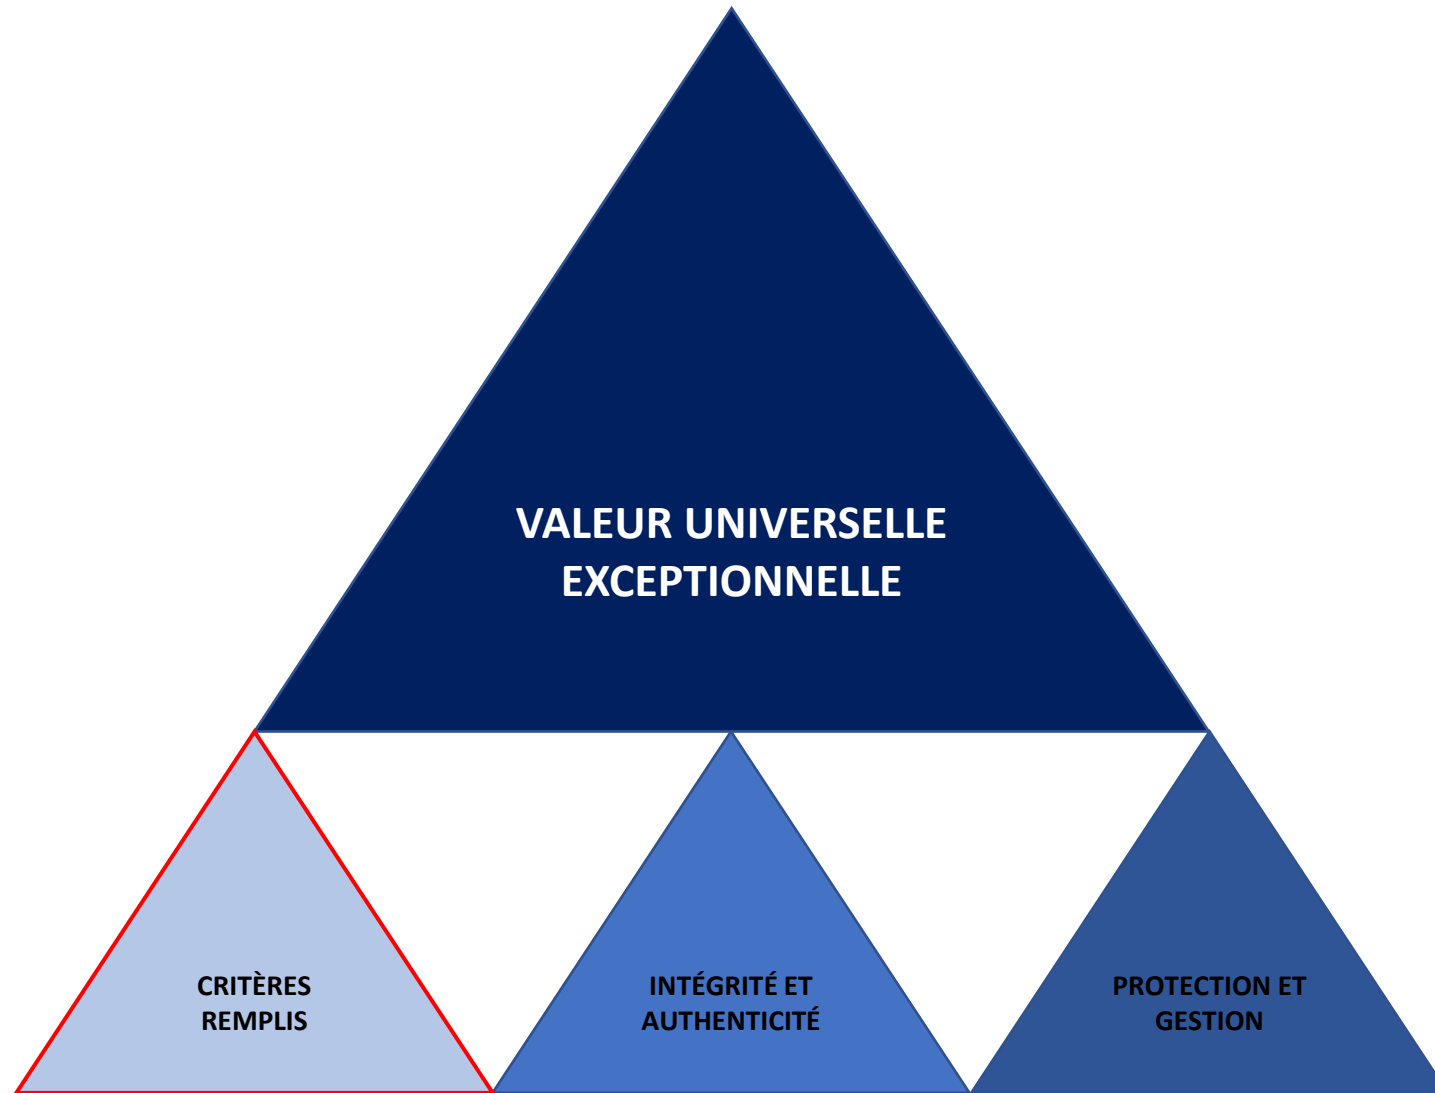 VALEUR UNIVERSELLE
EXCEPTIONNELLE
CRITÈRES
REMPLIS
INTÉGRITÉ ET
AUTHENTICITÉ
PROTECTION ET
GESTION